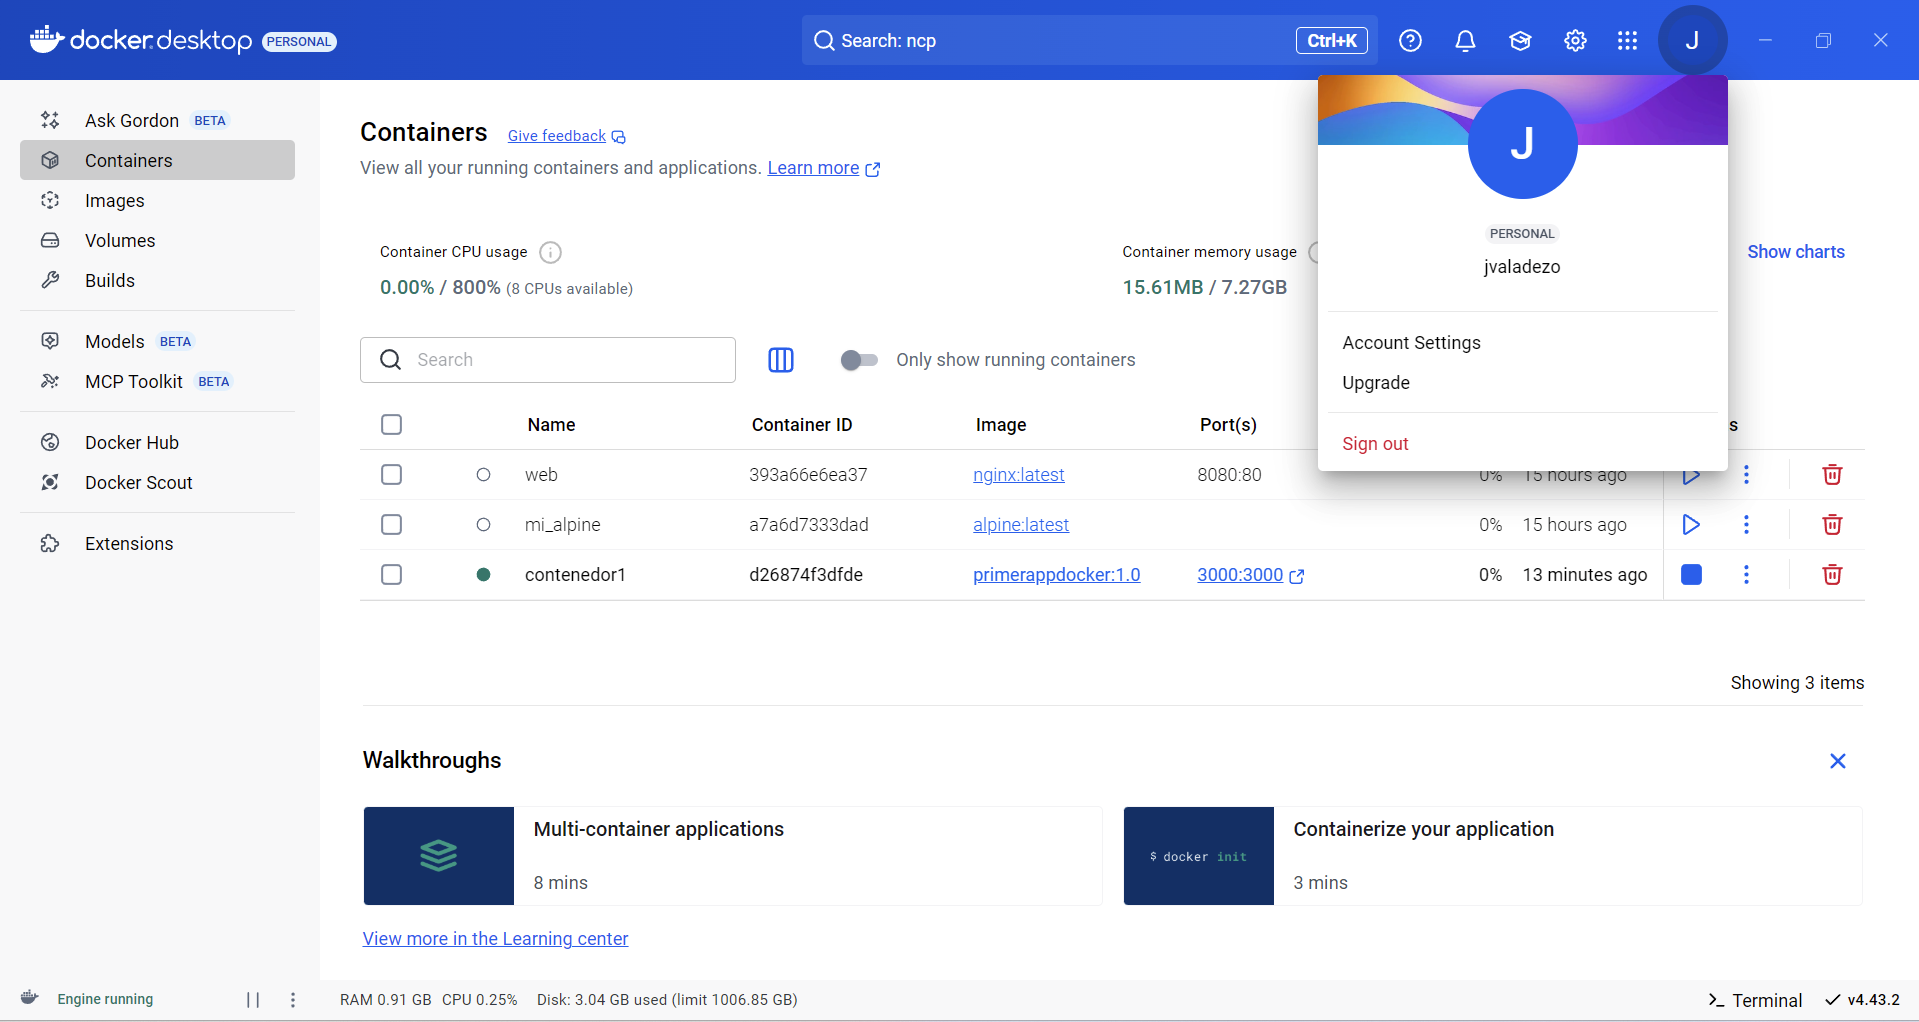 docker.desktop PERSONAL
Search: ncp Ctrl+K
J
Ask Gordon BETA
Containers
Images
Volumes
Builds
Models BETA
MCP Toolkit BETA
Docker Hub
Docker Scout
Extensions
Containers Give feedback
View all your running containers and applications. Learn more
Container CPU usage
0.00% / 800% (8 CPUs available)
Container memory usage
15.61MB / 7.27GB
Show charts
J
PERSONAL
jvaladezo
Account Settings
Upgrade
Sign out
Search
Only show running containers
Name Container ID Image Port(s) s
web 393a66e6ea37 nginx:latest 8080:80 0% 15 hours ago
mi_alpine a7a6d7333dad alpine:latest 0% 15 hours ago
contenedor1 d26874f3dfde primerappdocker:1.0 3000:3000 0% 13 minutes ago
Showing 3 items
Walkthroughs
Multi-container applications
8 mins
$ docker init
Containerize your application
3 mins
View more in the Learning center
Engine running
RAM 0.91 GB CPU 0.25% Disk: 3.04 GB used (limit 1006.85 GB)
Terminal
v4.43.2